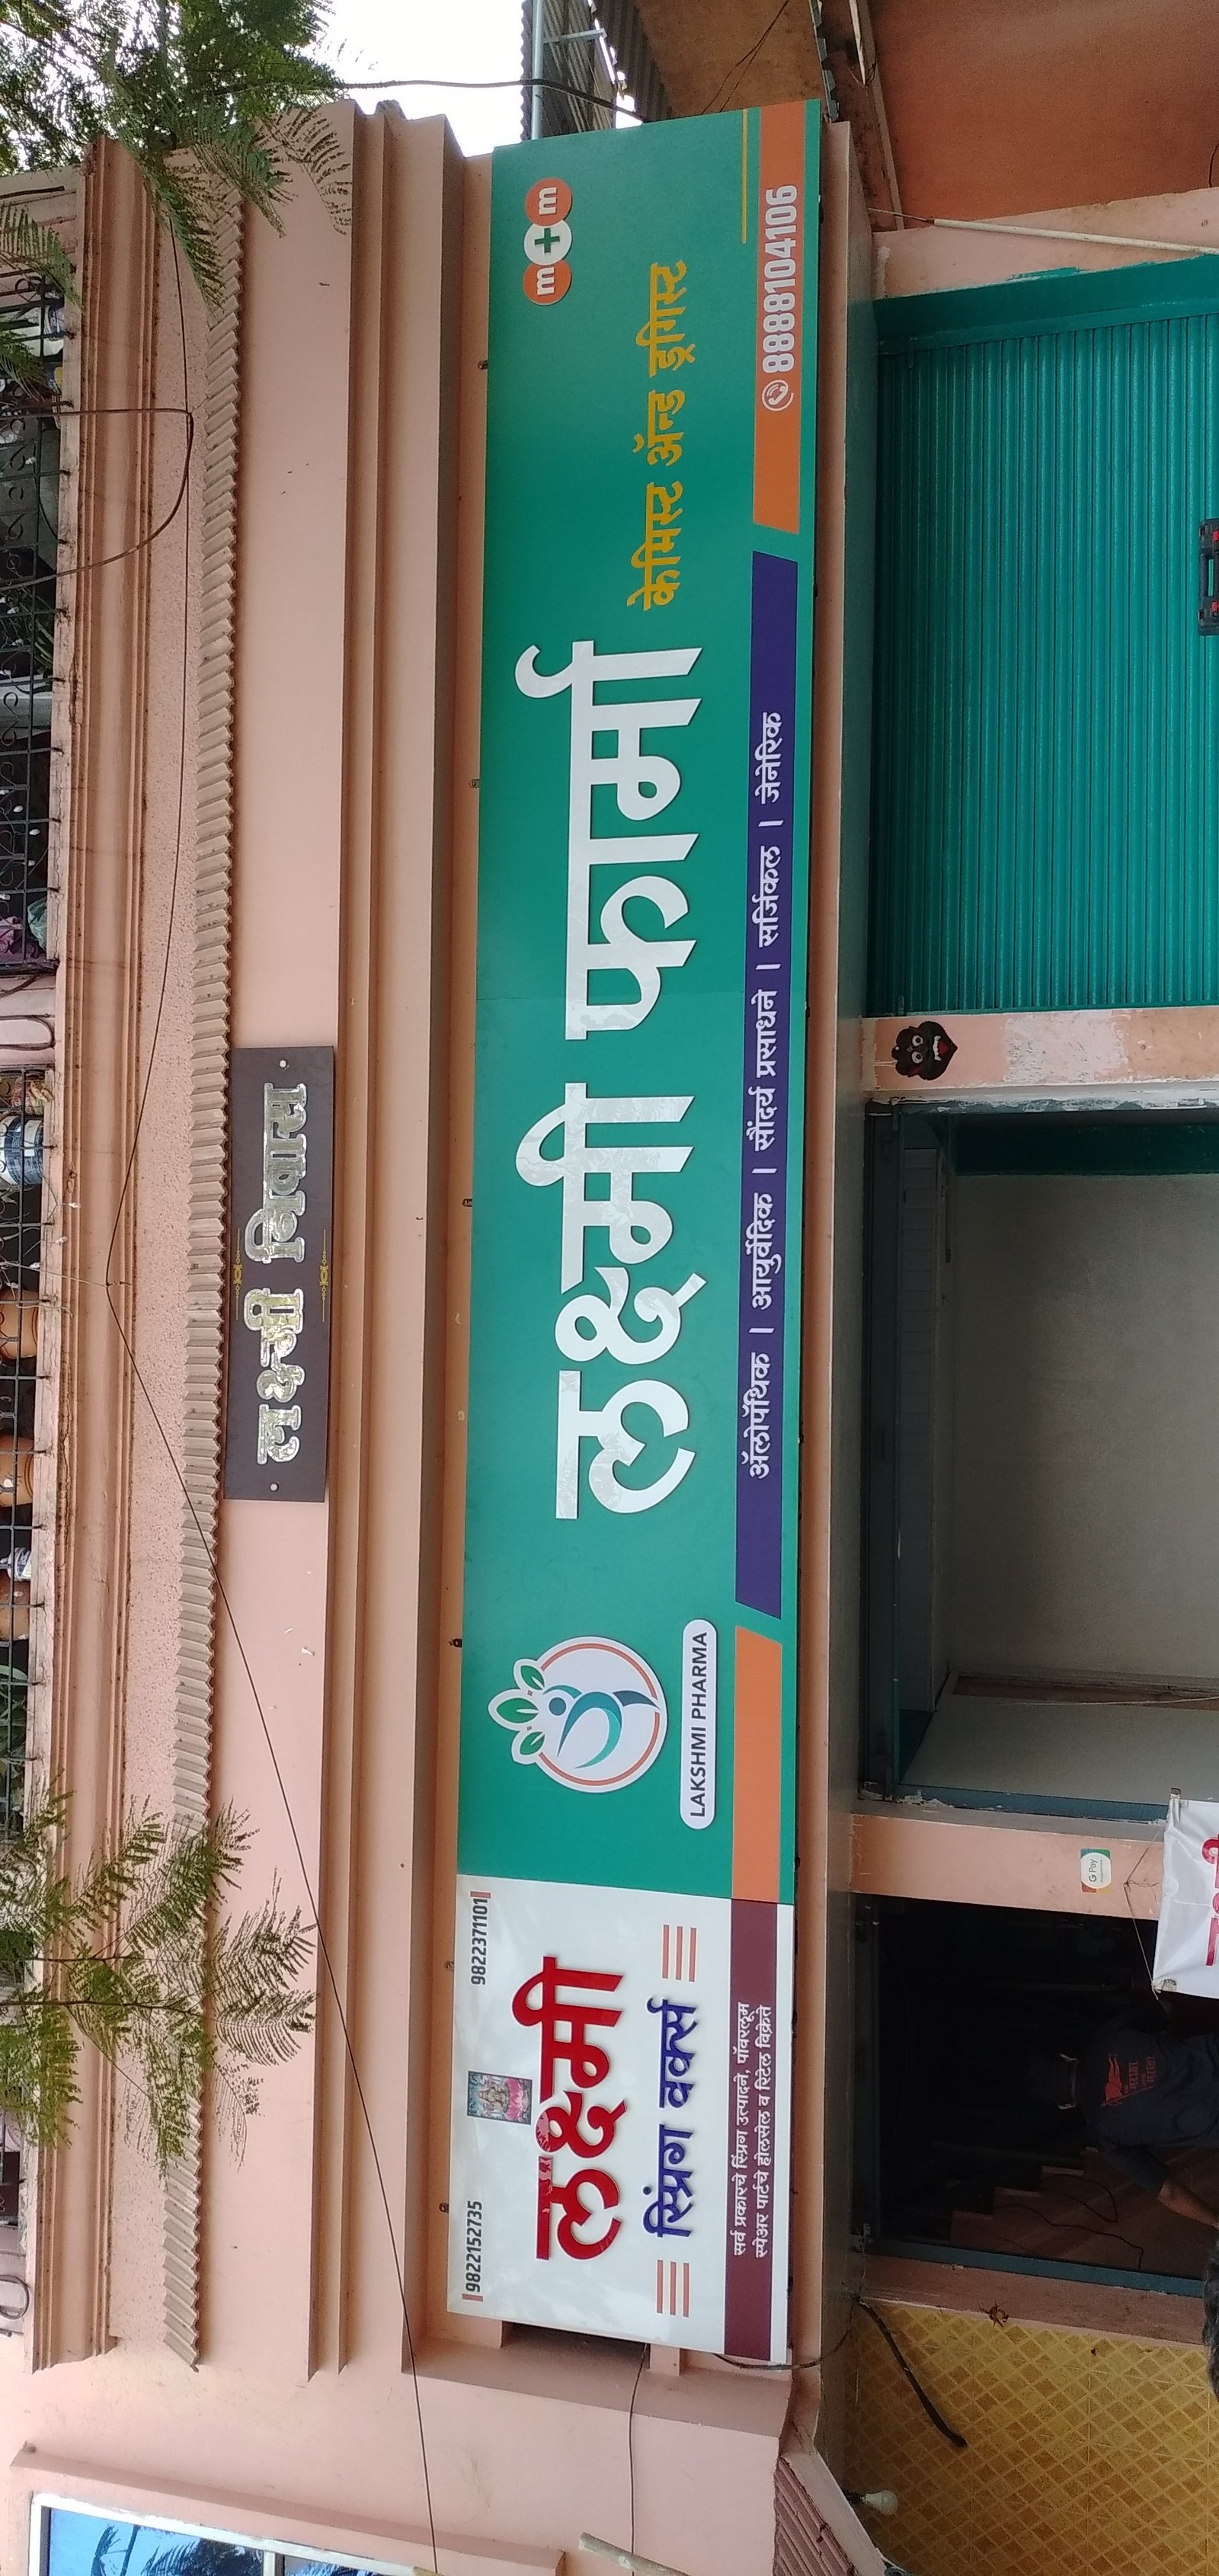 लक्ष्मी निवास
9822152735
9822371101
लक्ष्मी
स्प्रिंग वर्क्स
सर्व प्रकारचे स्प्रिंग उत्पादने, पॉवरलूम
स्पेअर पार्टचे होलसेल व रिटेल विक्रेते
LAKSHMI PHARMA
लक्ष्मी फार्मा
केमिस्ट अॅन्ड ड्रगिस्ट
m+m
अॅलोपॅथिक | आयुर्वेदिक | सौंदर्य प्रसाधने | सर्जिकल | जेनेरिक
8888104106
G Pay